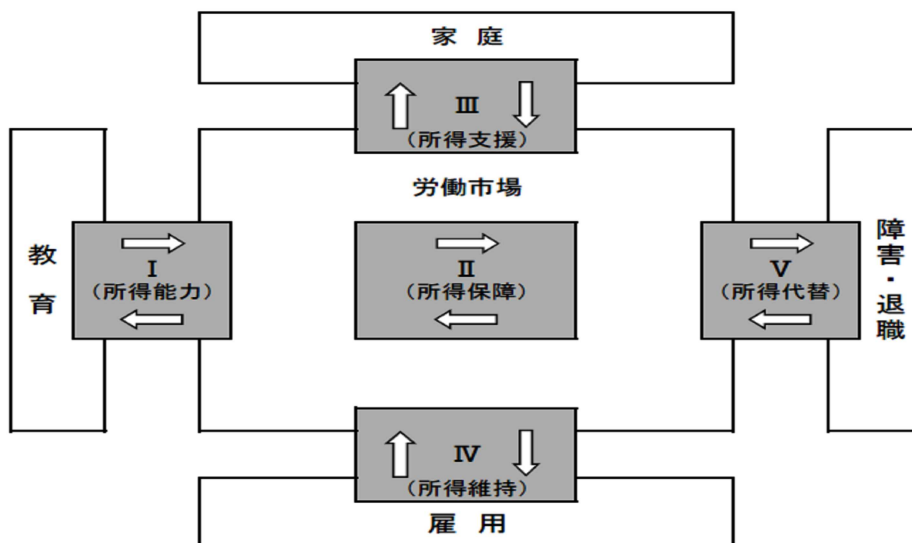 家 庭
Ⅲ
(所得支援)
労働市場
教 育
Ⅰ
(所得能力)
Ⅱ
(所得保障)
Ⅴ
(所得代替)
障害・退職
Ⅳ
(所得維持)
雇 用